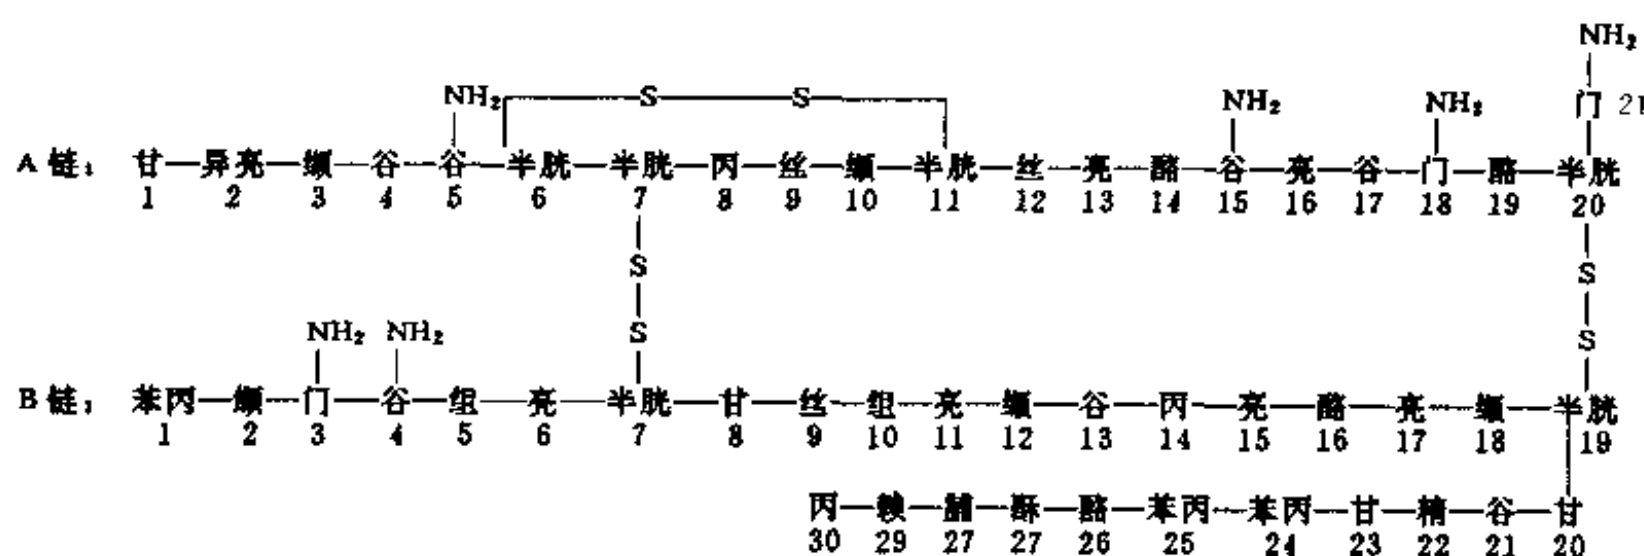 NH₂
NH₂ S S NH₂ NH₂ 门 21
A 链: 甘—异亮—缬—谷—谷—半胱—半胱—丙—丝—缬—半胱—丝—亮—酪—谷—亮—谷—门—酪—半胱
1 2 3 4 5 6 7 8 9 10 11 12 13 14 15 16 17 18 19 20
S S
S S
NH₂ NH₂
B 链: 苯丙—缬—门—谷—组—亮—半胱—甘—丝—组—亮—缬—谷—丙—亮—酪—亮—缬—半胱
1 2 3 4 5 6 7 8 9 10 11 12 13 14 15 16 17 18 19
丙—赖—脯—酥—酪—苯丙—苯丙—甘—精—谷—甘
30 29 27 27 26 25 24 23 22 21 20